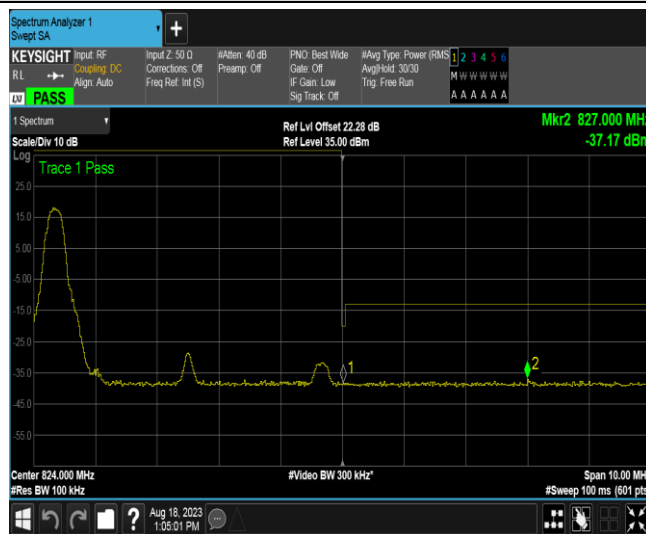 Spectrum Analyzer 1
Swept SA
KEYSIGHT
RL
LXI PASS
Input: RF
Coupling: DC
Align: Auto
Input Z: 50 Ω
Corrections: Off
Freq Ref: Int (S)
#Atten: 40 dB
Preamp: Off
PNO: Best Wide
Gate: Off
IF Gain: Low
Sig Track: Off
#Avg Type: Power (RMS
Avg|Hold: 30/30
Trig: Free Run
1 2 3 4 5 6
M W W W W W
A A A A A A
1 Spectrum
Scale/Div 10 dB
Ref Lvl Offset 22.28 dB
Ref Level 35.00 dBm
Mkr2 827.000 MHz
-37.17 dBm
Log
Trace 1 Pass
25.0
15.0
5.00
-5.00
-15.0
-25.0
-35.0
-45.0
-55.0
1
2
Center 824.000 MHz
#Res BW 100 kHz
#Video BW 300 kHz*
Span 10.00 MH
#Sweep 100 ms (601 pts
?
Aug 18, 2023
1:05:01 PM